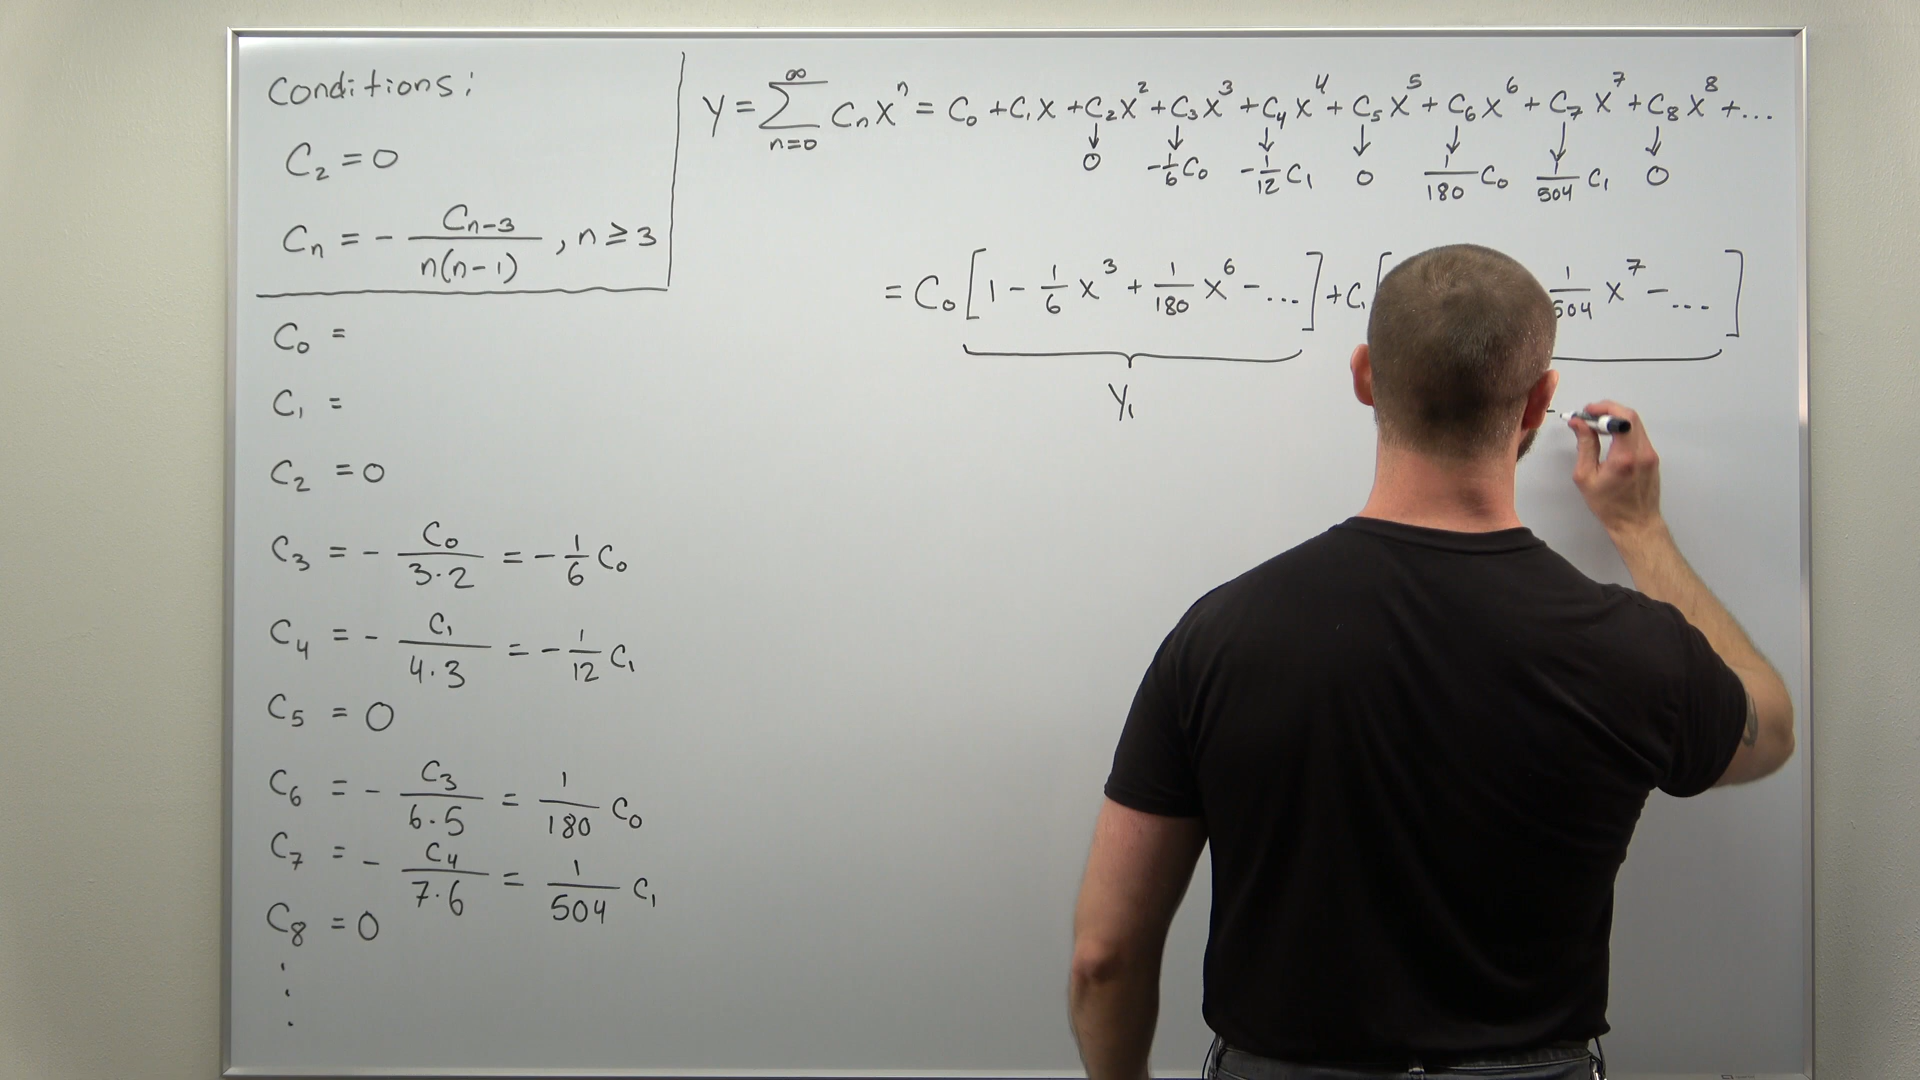 Conditions:
C₂ = 0
Cₙ = - Cₙ₋₃ / n(n-1) , n ≥ 3
C₀ =
C₁ =
C₂ = 0
C₃ = - C₀ / 3·2 = - 1/6 C₀
C₄ = - C₁ / 4·3 = - 1/12 C₁
C₅ = 0
C₆ = - C₃ / 6·5 = 1/180 C₀
C₇ = - C₄ / 7·6 = 1/504 C₁
C₈ = 0
⋮
y = ∑ₙ₌₀^∞ Cₙxⁿ = C₀ + C₁x + C₂x² + C₃x³ + C₄x⁴ + C₅x⁵ + C₆x⁶ + C₇x⁷ + C₈x⁸ + ...
↓ ↓ ↓ ↓ ↓ ↓ ↓
0 -1/6 C₀ -1/12 C₁ 0 1/180 C₀ 1/504 C₁ 0
= C₀ [1 - 1/6 x³ + 1/180 x⁶ - ...] + C₁ [ 1/504 x⁷ - ... ]
y₁